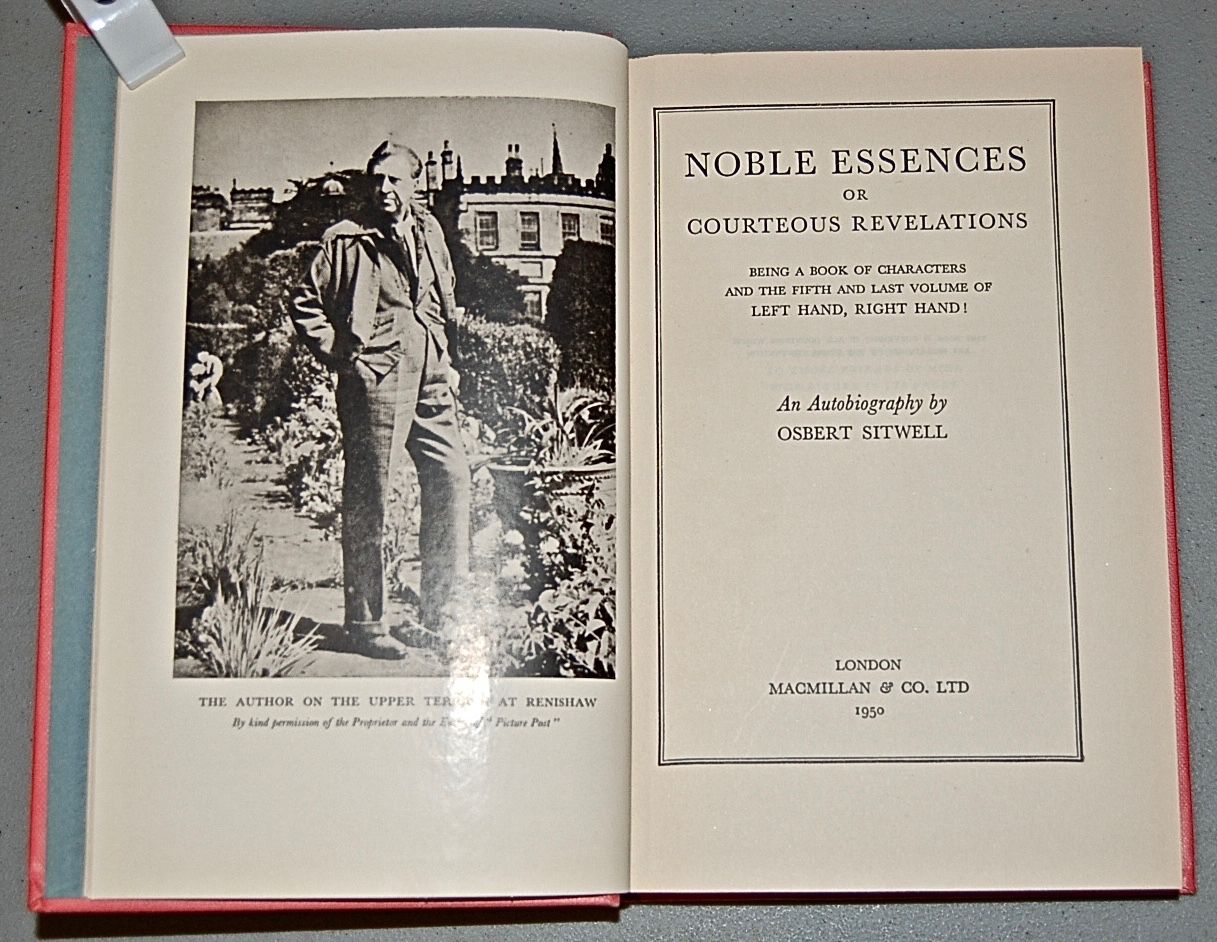 THE AUTHOR ON THE UPPER AT RENISHAW
By kind permission of the Proprietor and the of "Picture Post"
NOBLE ESSENCES
OR
COURTEOUS REVELATIONS
BEING A BOOK OF CHARACTERS
AND THE FIFTH AND LAST VOLUME OF
LEFT HAND, RIGHT HAND!
An Autobiography by
OSBERT SITWELL
LONDON
MACMILLAN & CO. LTD
1950